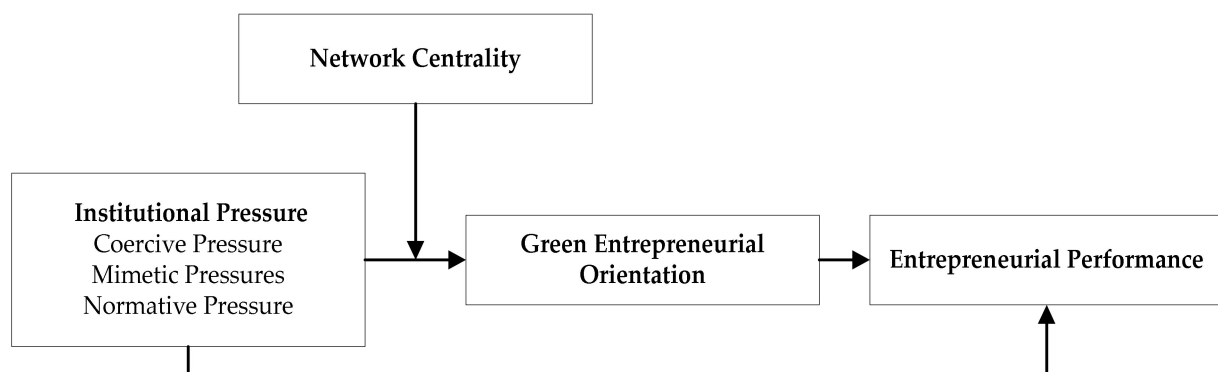 Network Centrality
Institutional Pressure
Coercive Pressure
Mimetic Pressures
Normative Pressure
Green Entrepreneurial
Orientation
Entrepreneurial Performance